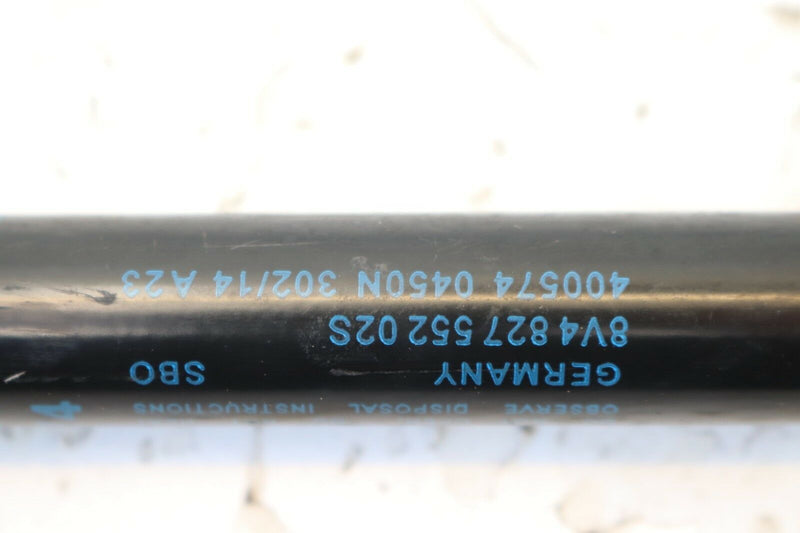 OBSERVE DISPOSAL INSTRUCTIONS
GERMANY SBO
8V4 827 552 02S
400574 0450N 302/14 A23